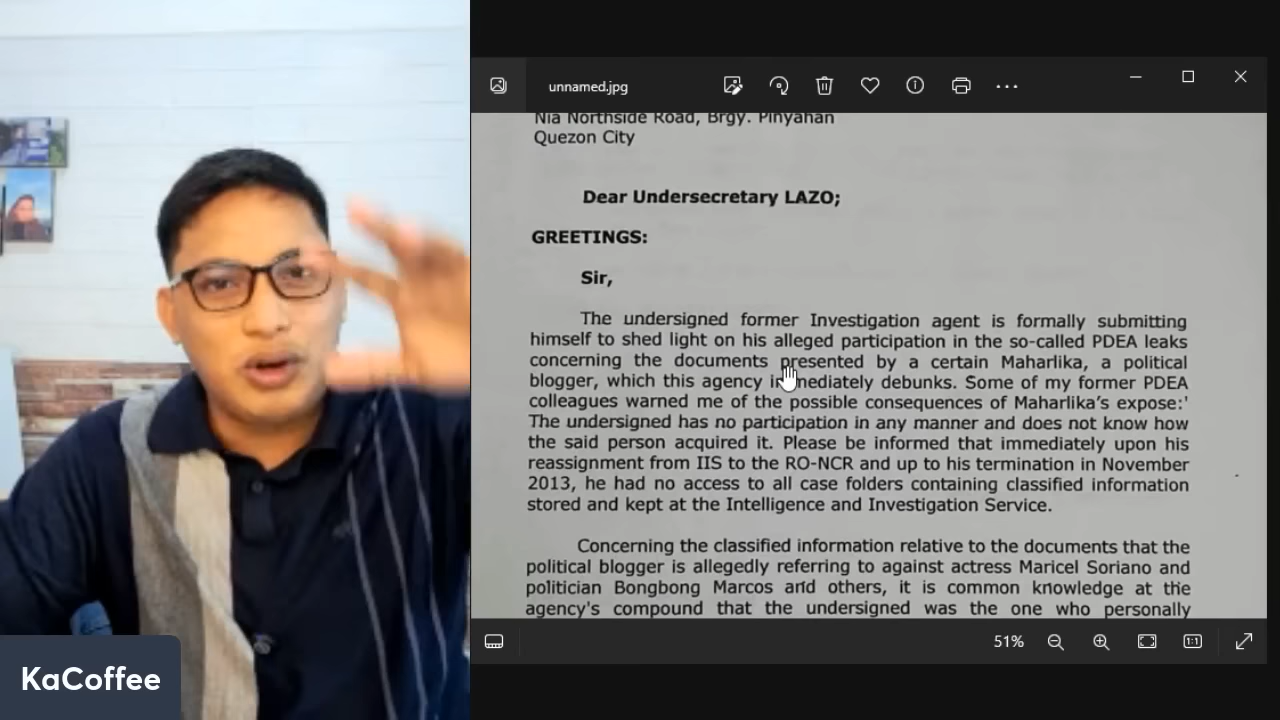 unnamed.jpg
Nia Northside Road, Brgy. Pinyahan
Quezon City
Dear Undersecretary LAZO;
GREETINGS:
Sir,
The undersigned former Investigation agent is formally submitting
himself to shed light on his alleged participation in the so-called PDEA leaks
concerning the documents presented by a certain Maharlika, a political
blogger, which this agency immediately debunks. Some of my former PDEA
colleagues warned me of the possible consequences of Maharlika's expose:'
The undersigned has no participation in any manner and does not know how
the said person acquired it. Please be informed that immediately upon his
reassignment from IIS to the RO-NCR and up to his termination in November
2013, he had no access to all case folders containing classified information
stored and kept at the Intelligence and Investigation Service.
Concerning the classified information relative to the documents that the
political blogger is allegedly referring to against actress Maricel Soriano and
politician Bongbong Marcos and others, it is common knowledge at the
agency's compound that the undersigned was the one who personally
51%
1:1
KaCoffee